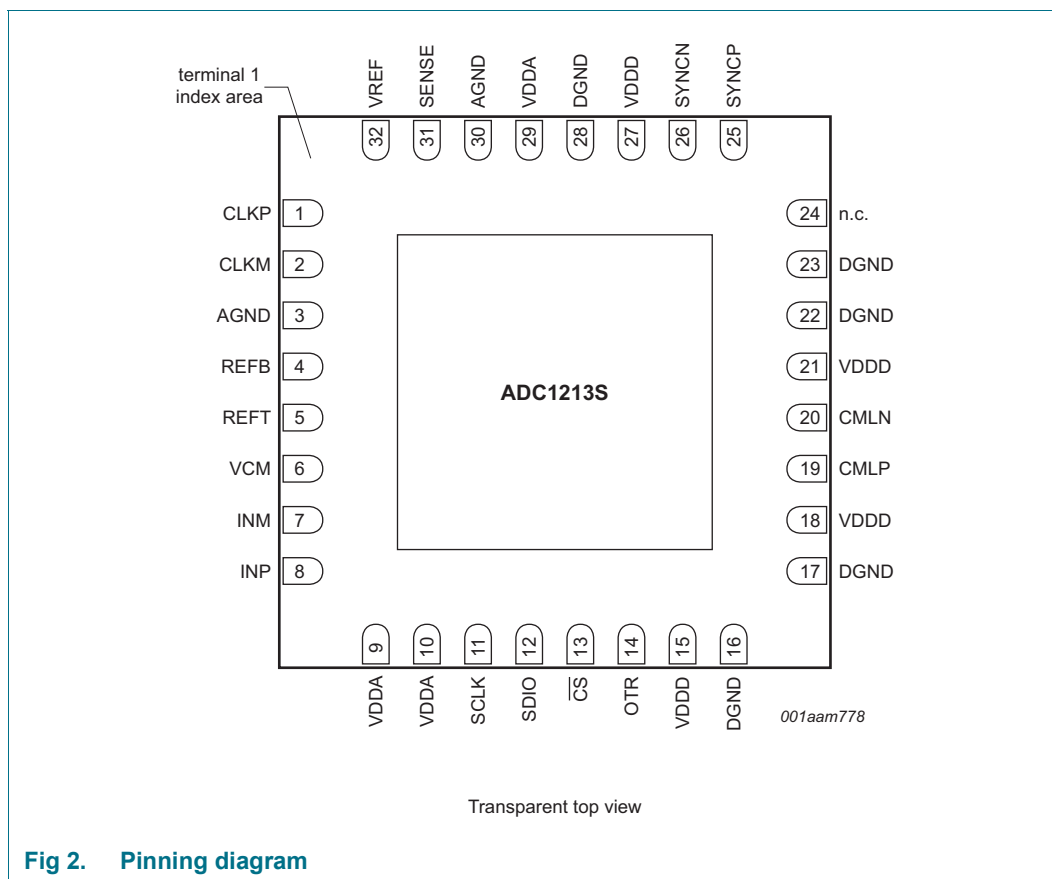 terminal 1
index area
VREF
SENSE
AGND
VDDA
DGND
VDDD
SYNCN
SYNCP
32
31
30
29
28
27
26
25
CLKP 1
CLKM 2
AGND 3
REFB 4
REFT 5
VCM 6
INM 7
INP 8
ADC1213S
24 n.c.
23 DGND
22 DGND
21 VDDD
20 CMLN
19 CMLP
18 VDDD
17 DGND
9
10
11
12
13
14
15
16
VDDA
VDDA
SCLK
SDIO
C̅S̅
OTR
VDDD
DGND
001aam778
Transparent top view
Fig 2. Pinning diagram